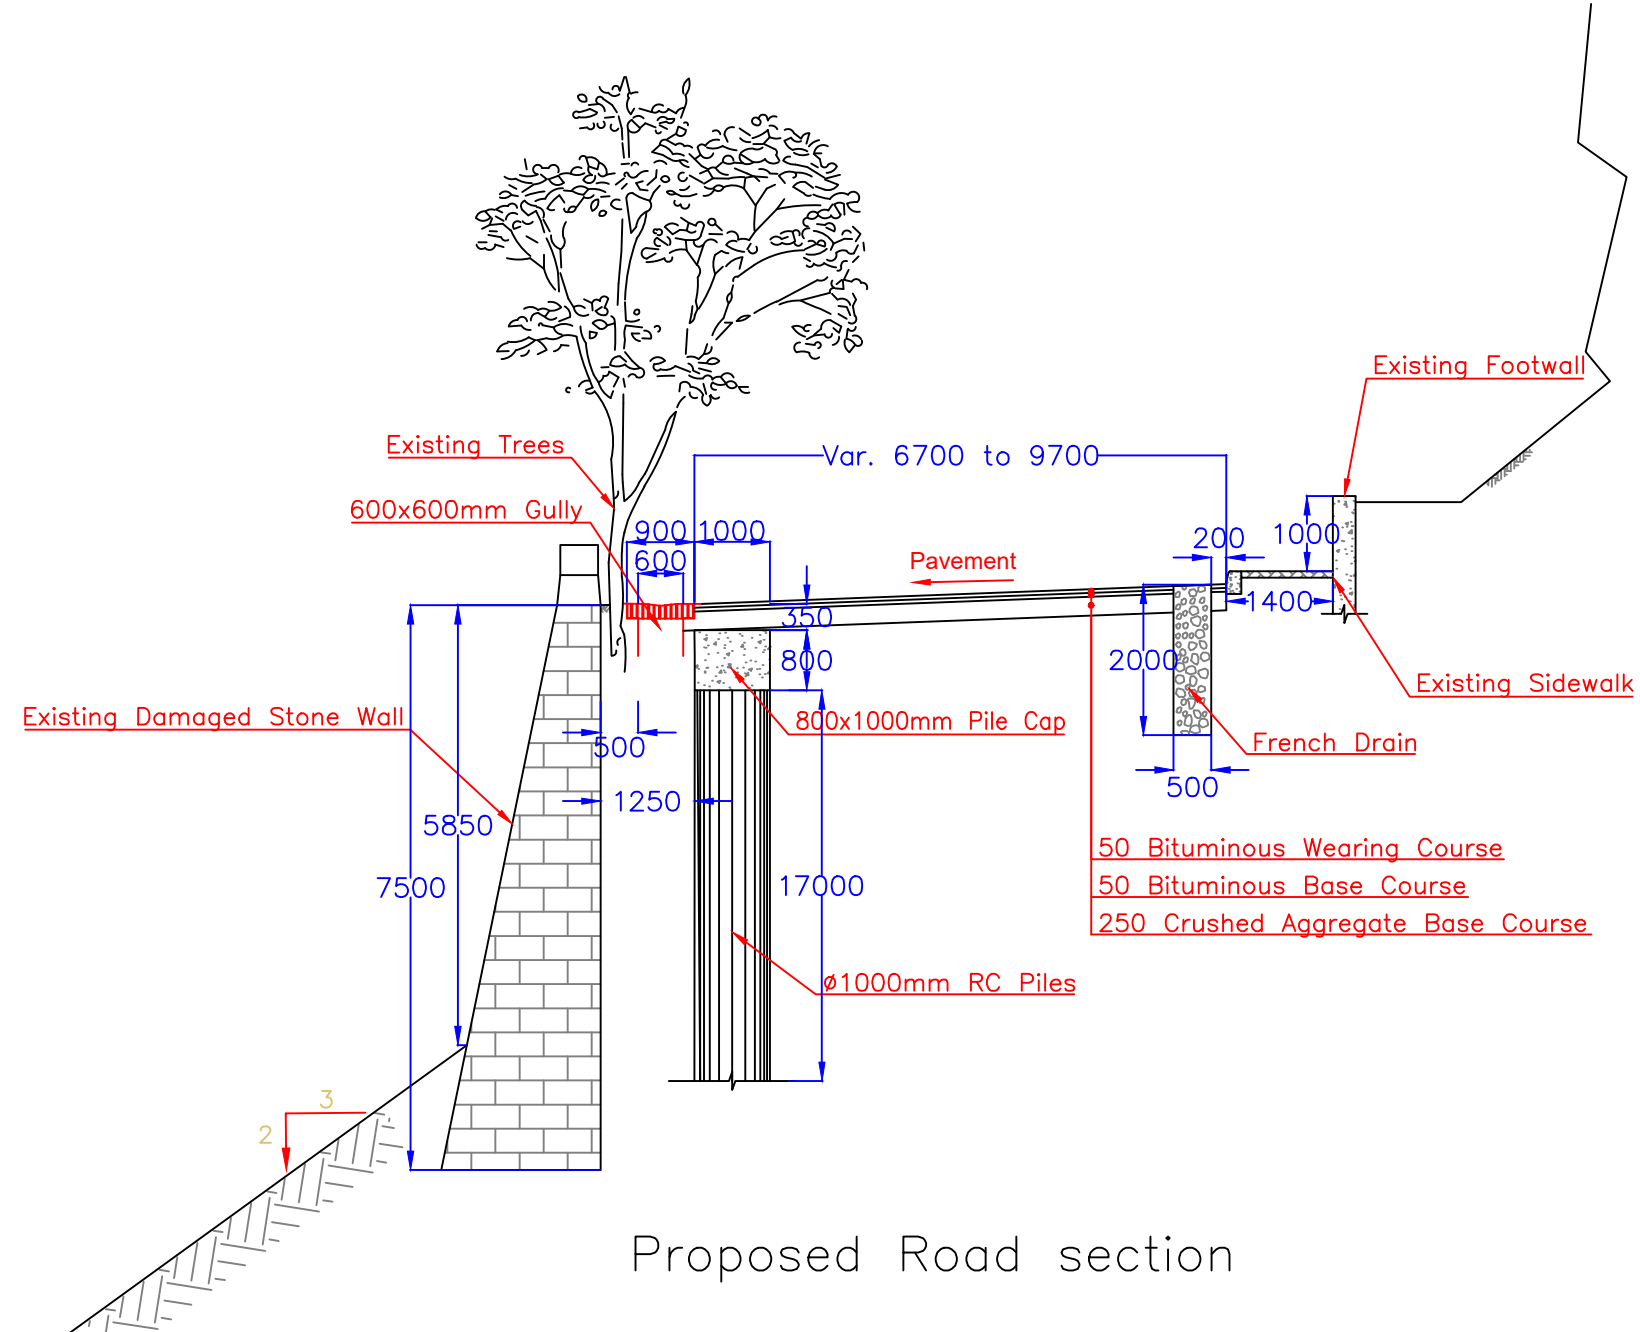 Existing Footwall
Existing Trees
Var. 6700 to 9700
600x600mm Gully
900
1000
200
1000
600
Pavement
1400
350
800
2000
Existing Sidewalk
Existing Damaged Stone Wall
800x1000mm Pile Cap
500
French Drain
500
1250
5850
50 Bituminous Wearing Course
7500
17000
50 Bituminous Base Course
250 Crushed Aggregate Base Course
ø1000mm RC Piles
3
2
Proposed Road section